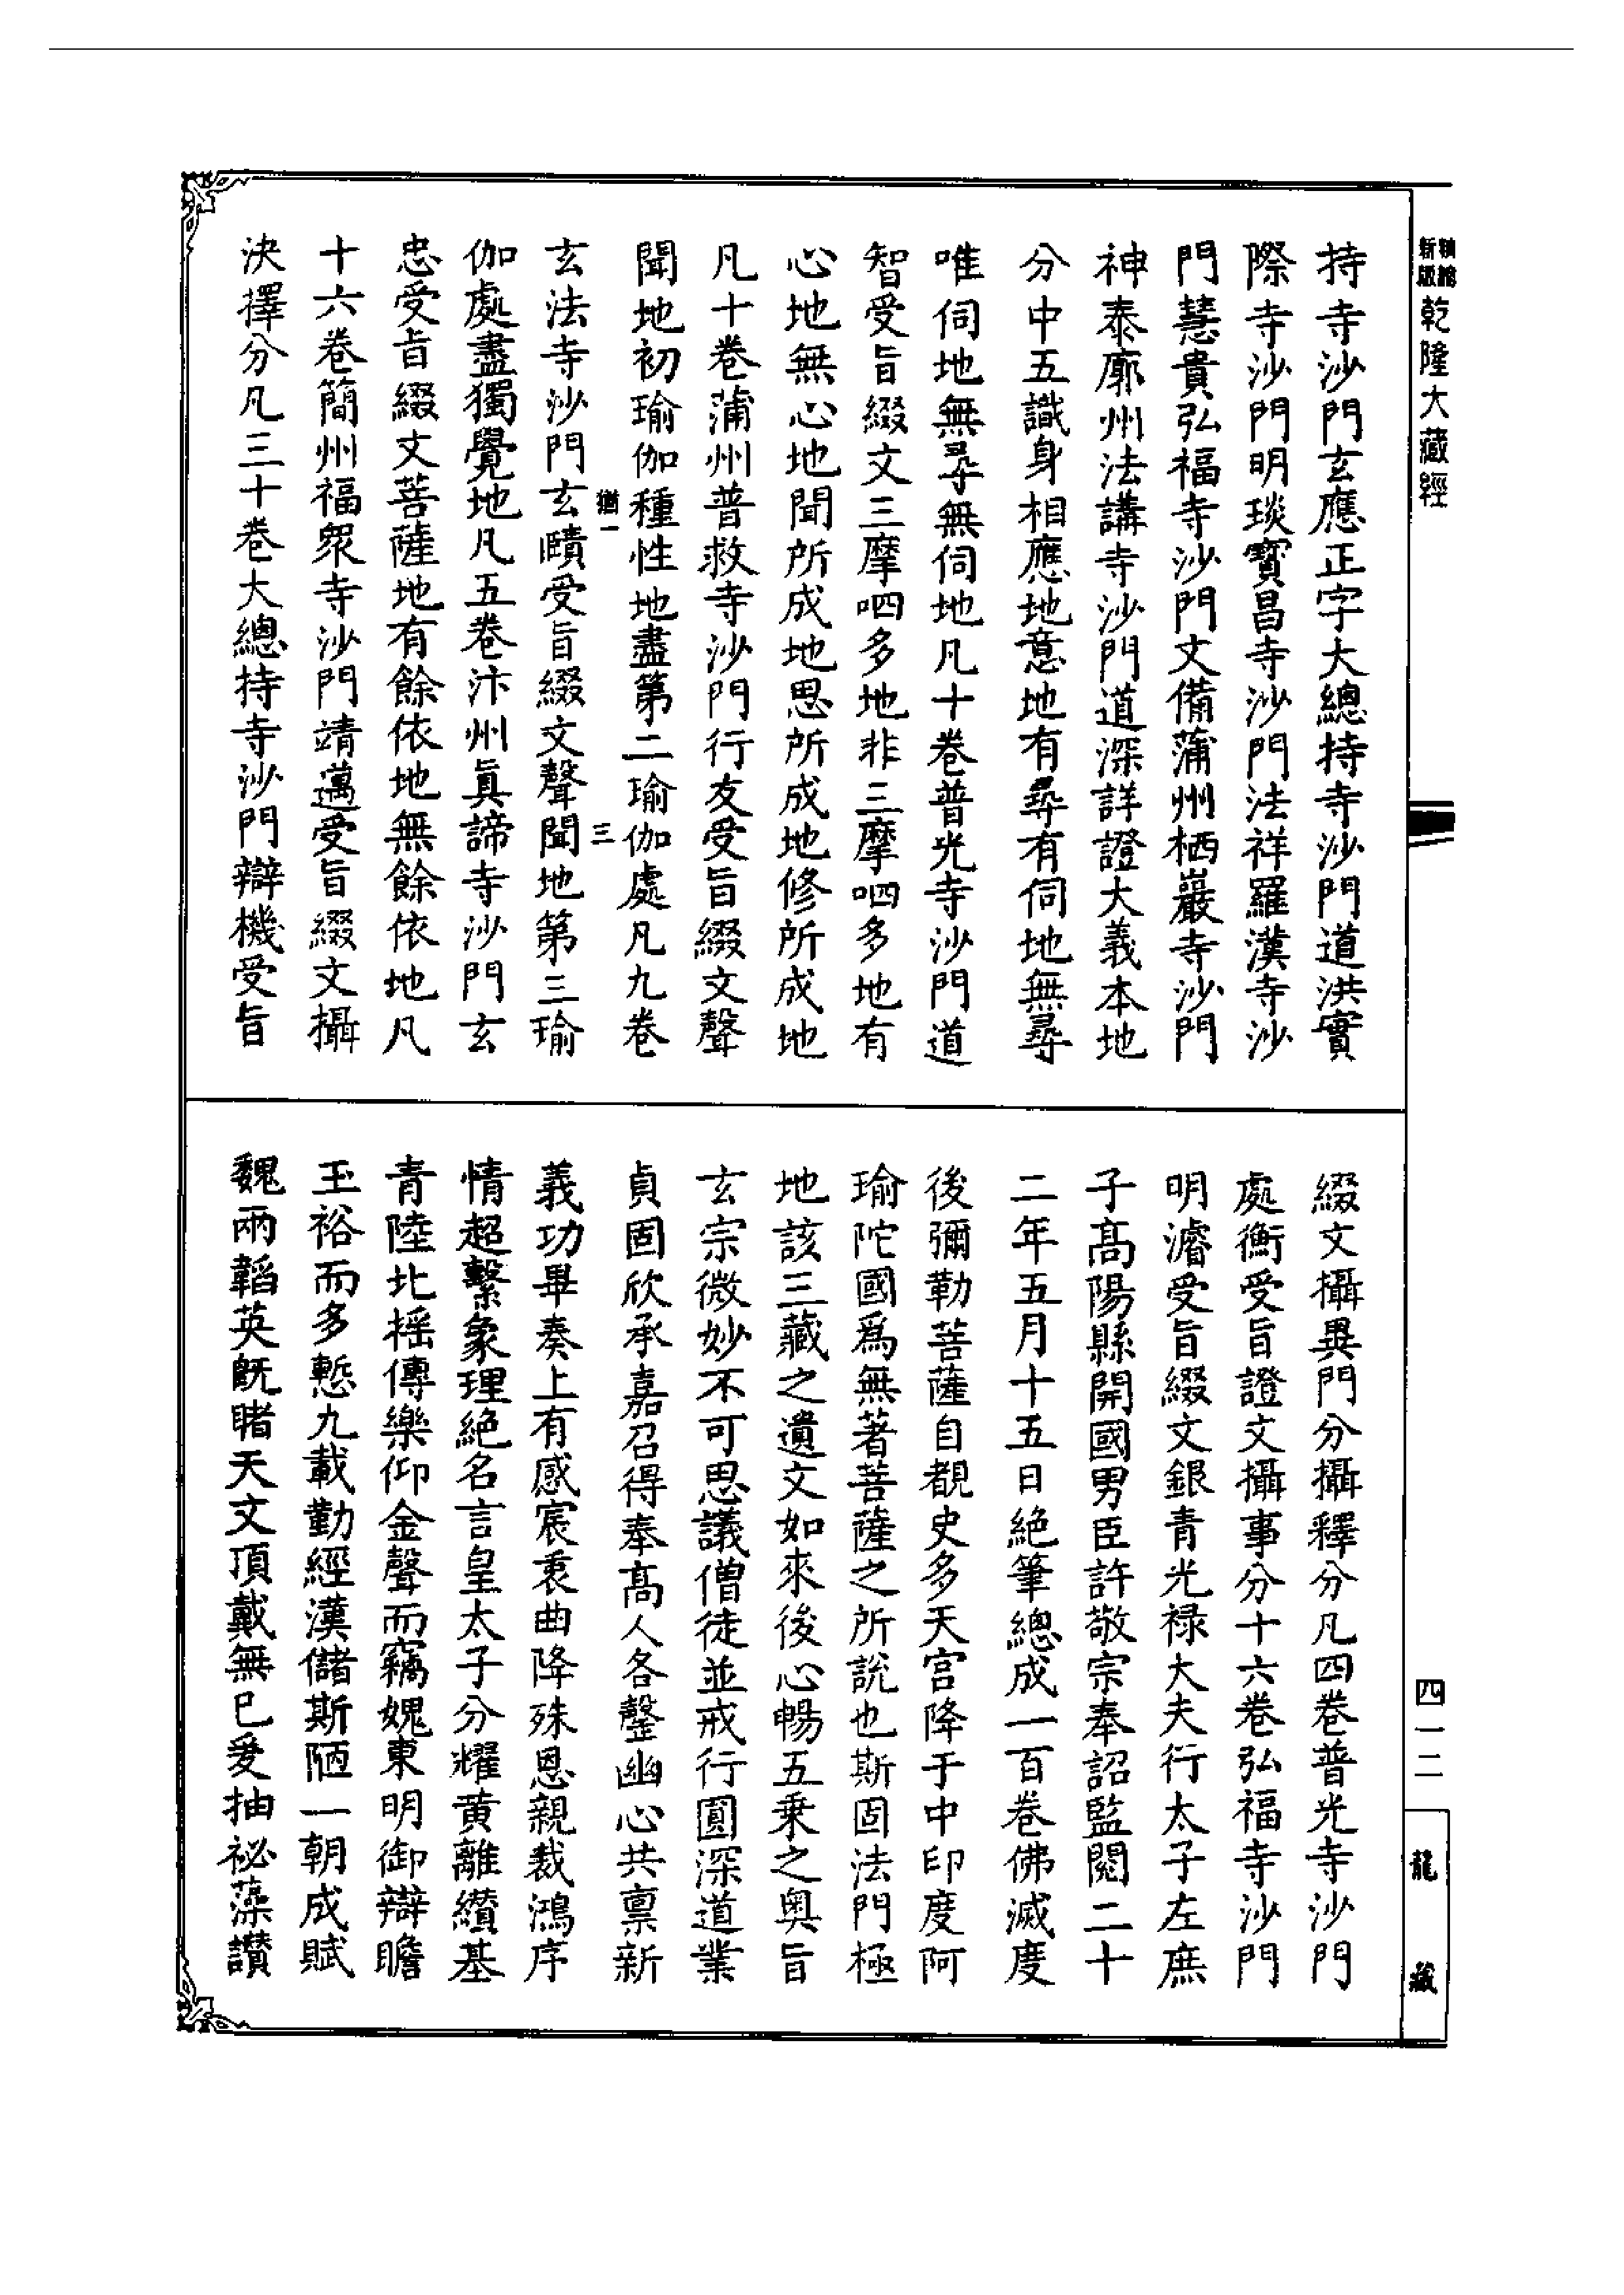 乾隆大藏經
持寺沙門玄應正字大總持寺沙門道洪實
際寺沙門明琰寶昌寺沙門法祥羅漢寺沙
門慧貴弘福寺沙門文備蒲州栖巖寺沙門
神泰廓州法講寺沙門道深詳證大義本地
分中五識身相應地意地有尋有伺地無尋
唯伺地無尋無伺地凡十卷普光寺沙門道
智受旨綴文三摩呬多地非三摩呬多地有
心地無心地聞所成地思所成地修所成地
凡十卷蒲州普救寺沙門行友受旨綴文聲
聞地初瑜伽種性地盡第二瑜伽處凡九卷
猶一 三
玄法寺沙門玄賾受旨綴文聲聞地第三瑜
伽處盡獨覺地凡五卷汴州眞諦寺沙門玄
忠受旨綴文菩薩地有餘依地無餘依地凡
十六卷簡州福衆寺沙門靖邁受旨綴文攝
決擇分凡三十卷大總持寺沙門辯機受旨
綴文攝異門分攝釋分凡四卷普光寺沙門
處衡受旨證文攝事分十六卷弘福寺沙門
明濬受旨綴文銀青光禄大夫行太子左庶
子髙陽縣開國男臣許敬宗奉詔監閱二十
二年五月十五日絶筆總成一百卷佛滅度
後彌勒菩薩自覩史多天宫降于中印度阿
瑜陀國爲無著菩薩之所説也斯固法門極
地該三藏之遺文如來後心暢五乗之奥旨
玄宗微妙不可思議僧徒並戒行圓深道業
貞固欣承嘉召得奉髙人各罄幽心共禀新
義功畢奏上有感宸衷曲降殊恩親裁鴻序
情超繫象理絶名言皇太子分耀黄離纘基
青陸北摇傳樂仰金聲而竊媿東明御辯瞻
玉裕而多慙九載勤經漢儲斯陋一朝成賦
魏兩韜英旣睹天文頂戴無已爰抽祕藻讃
四一二
龍藏